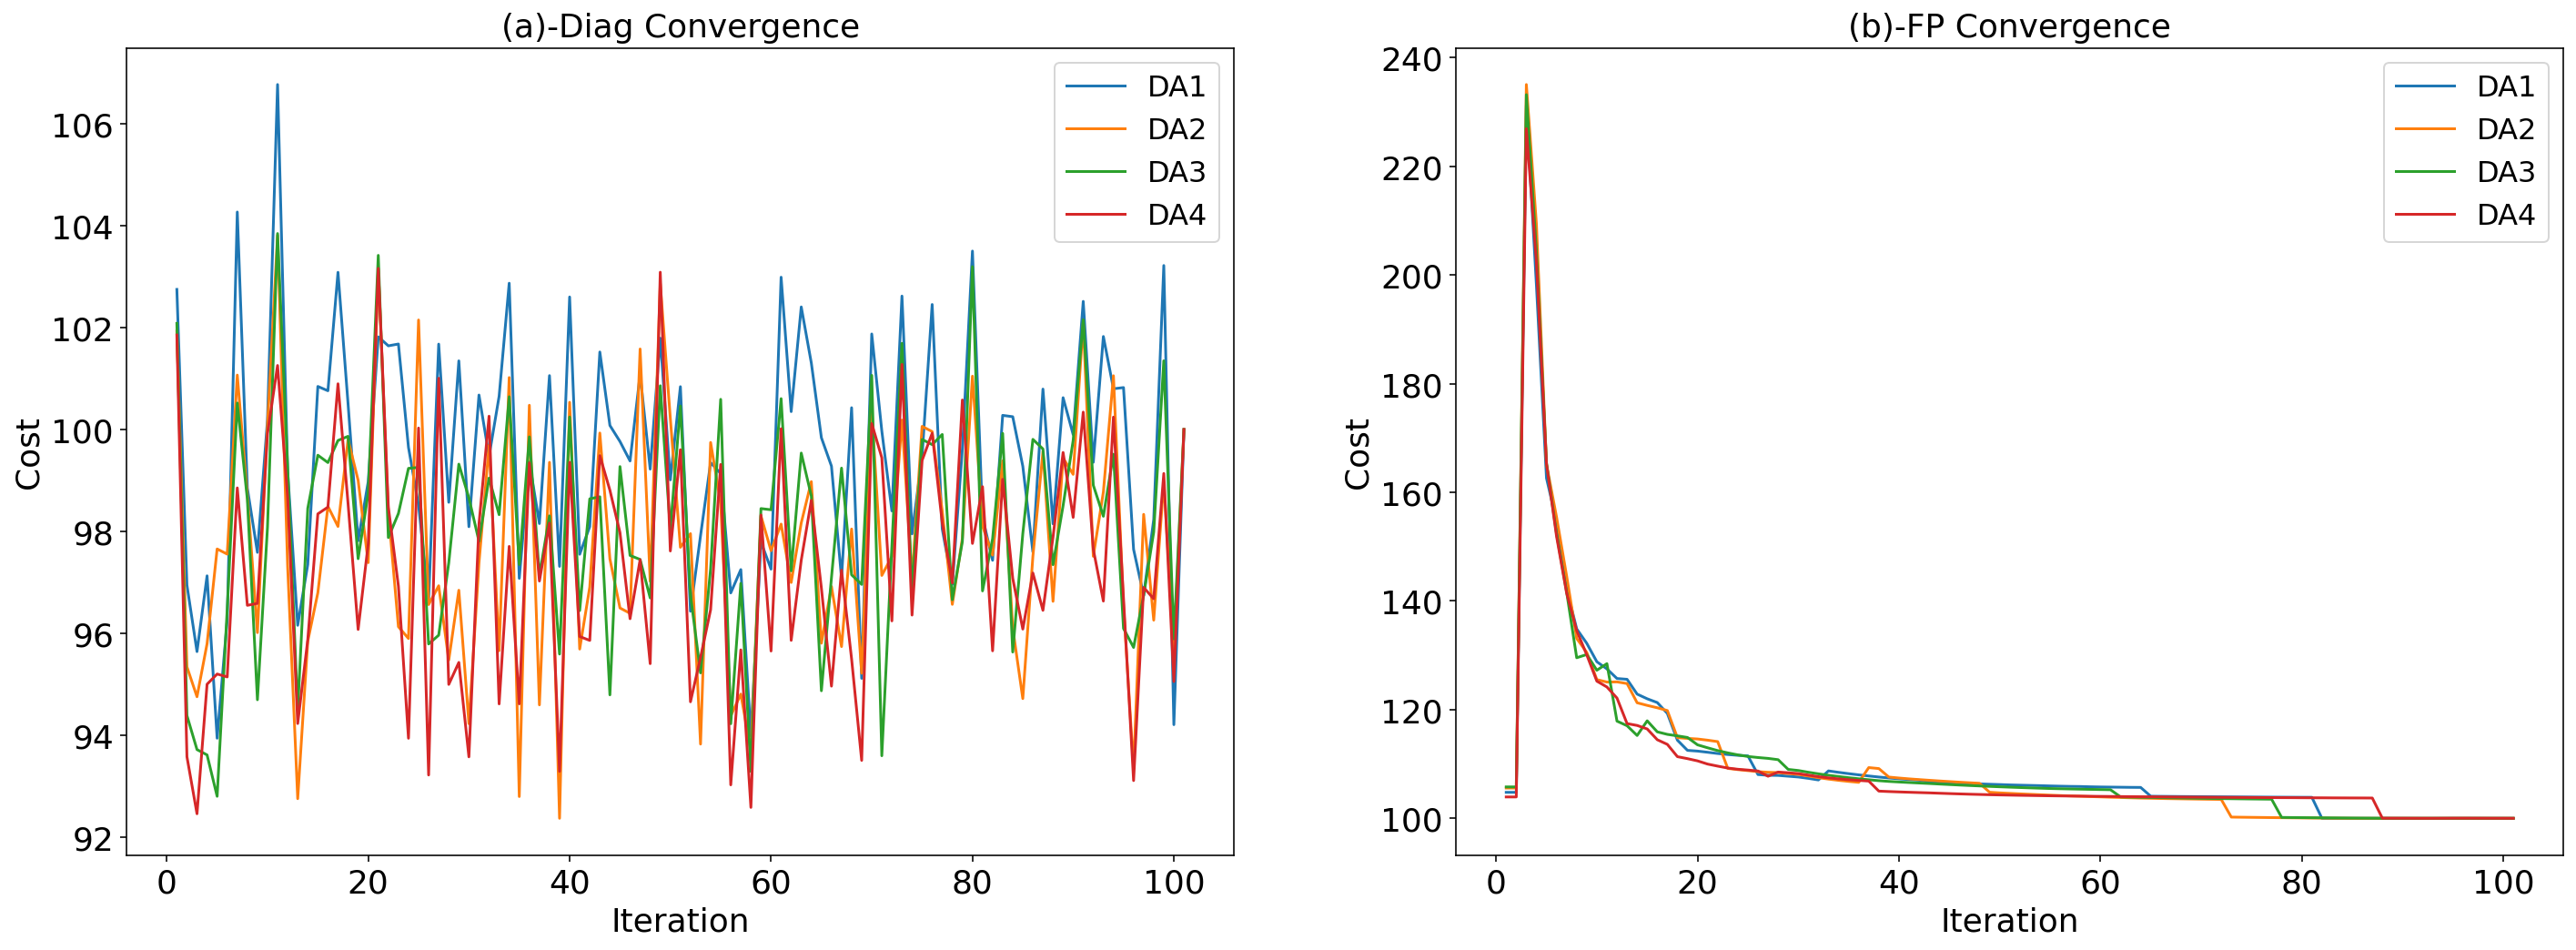 (a)-Diag Convergence
Cost
106
104
102
100
98
96
94
92
0 20 40 60 80 100
Iteration
DA1
DA2
DA3
DA4
(b)-FP Convergence
Cost
240
220
200
180
160
140
120
100
0 20 40 60 80 100
Iteration
DA1
DA2
DA3
DA4